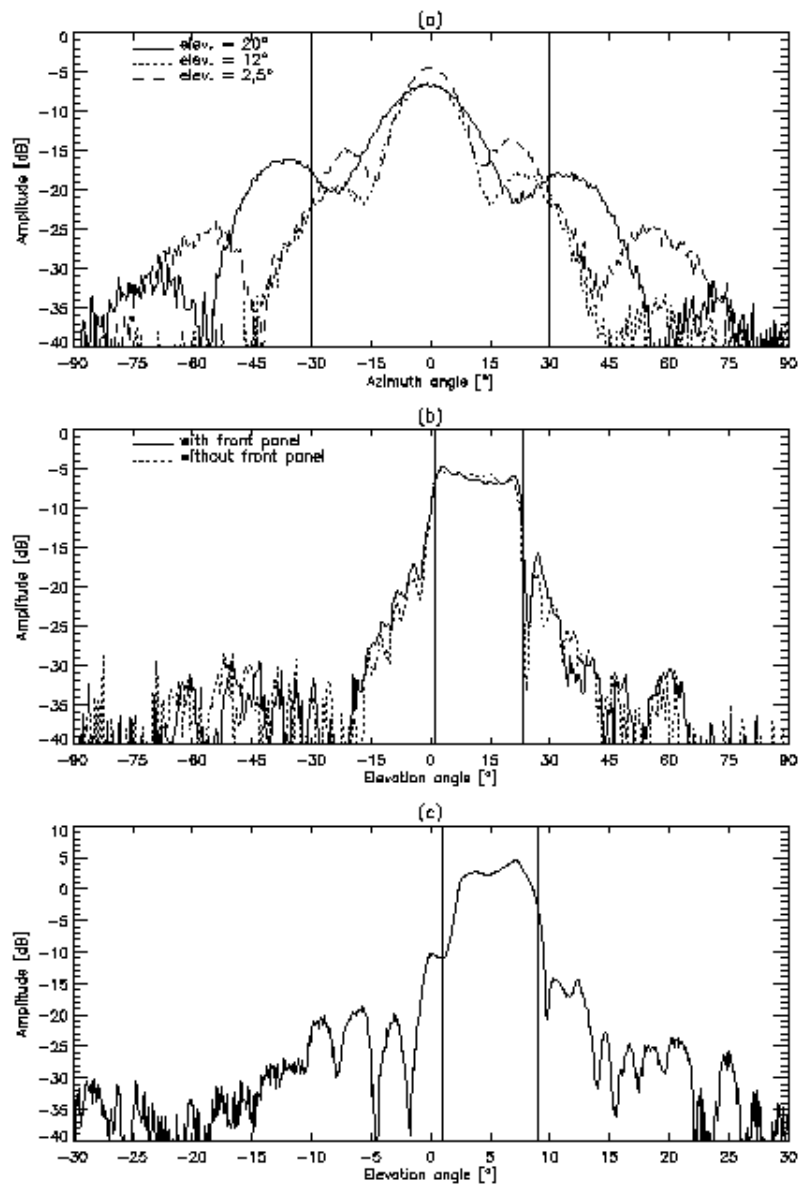 (a)
elev. = 20°
elev. = 12°
elev. = 2,5°
Amplitude [dB]
0
-5
-10
-15
-20
-25
-30
-35
-40
-90 -75 -60 -45 -30 -15 0 15 30 45 60 75 90
Azimuth angle [°]
(b)
with front panel
without front panel
Amplitude [dB]
0
-5
-10
-15
-20
-25
-30
-35
-40
-90 -75 -60 -45 -30 -15 0 15 30 45 60 75 90
Elevation angle [°]
(c)
Amplitude [dB]
10
5
0
-5
-10
-15
-20
-25
-30
-35
-40
-30 -25 -20 -15 -10 -5 0 5 10 15 20 25 30
Elevation angle [°]